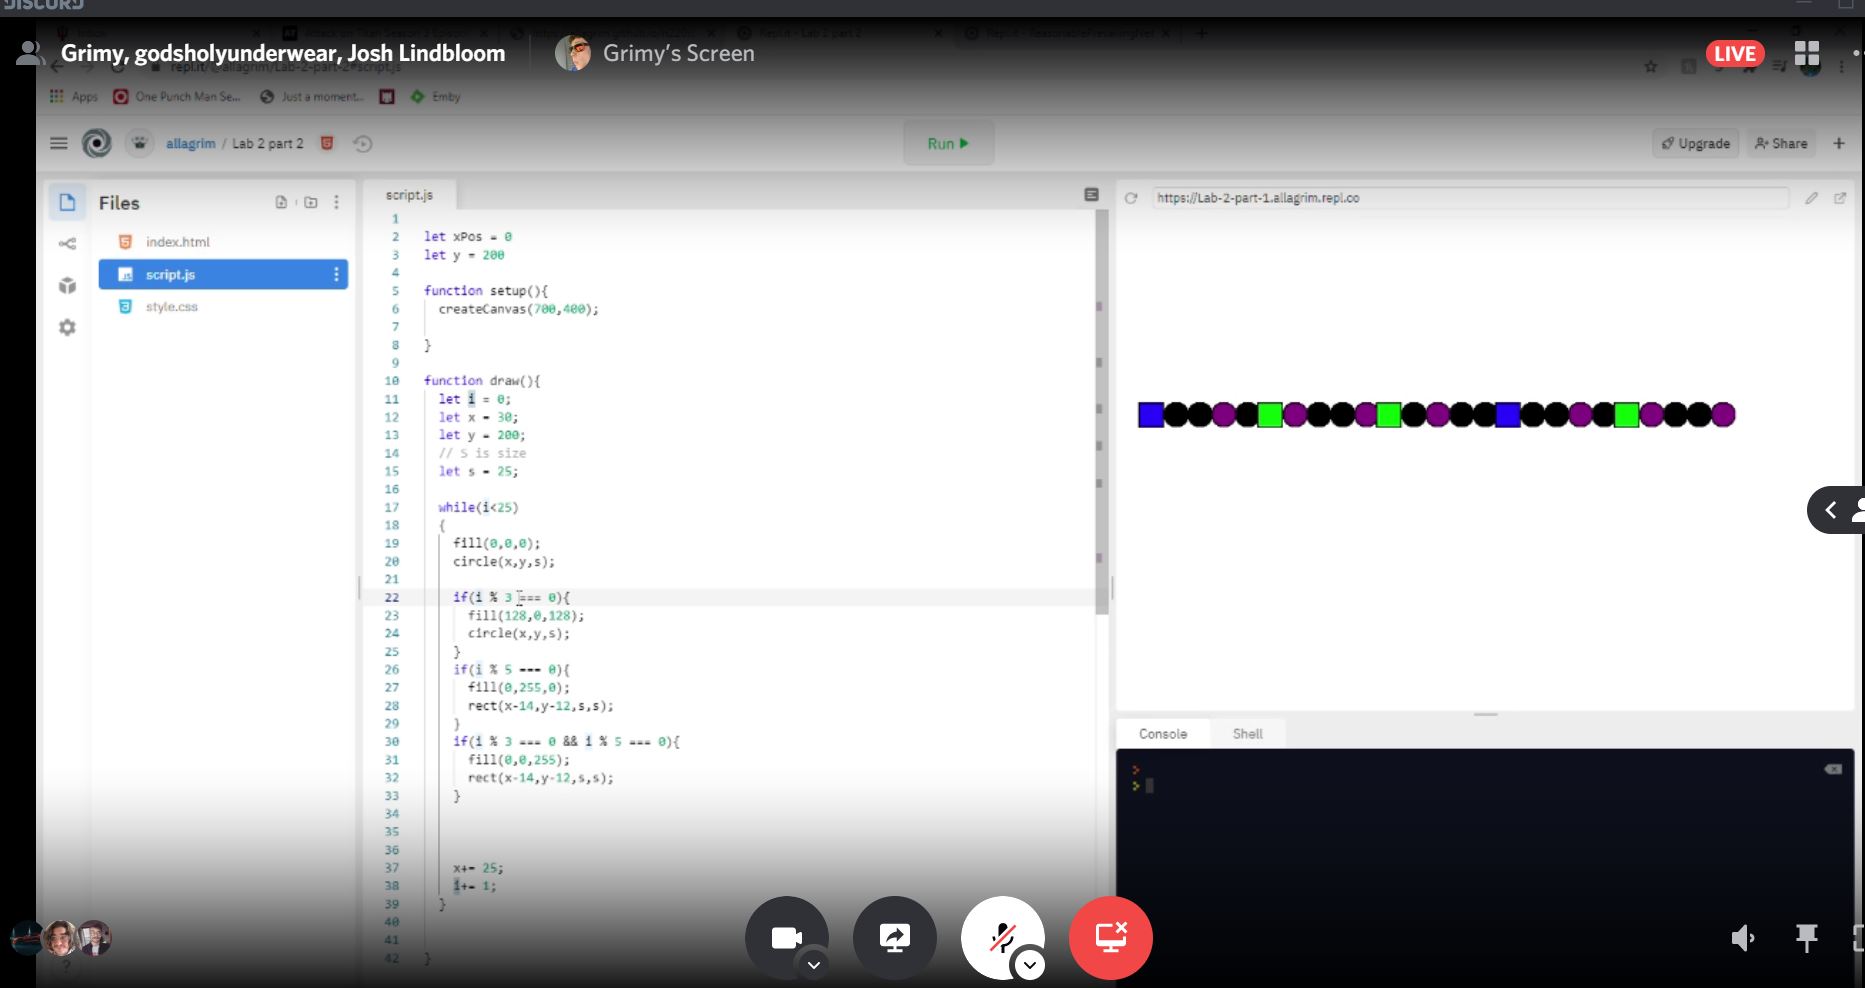 DISCORD
Grimy, godsholyunderwear, Josh Lindbloom
Grimy's Screen
LIVE
Apps
One Punch Man Se...
Just a moment...
Emby
allagrim / Lab 2 part 2
Run
Upgrade
Share
Files
index.html
script.js
style.css
script.js
1
2 let xPos = 0
3 let y = 200
4
5 function setup(){
6 createCanvas(700,400);
7
8 }
9
10 function draw(){
11 let i = 0;
12 let x = 30;
13 let y = 200;
14 // S is size
15 let s = 25;
16
17 while(i<25)
18 {
19 fill(0,0,0);
20 circle(x,y,s);
21
22 if(i % 3 === 0){
23 fill(128,0,128);
24 circle(x,y,s);
25 }
26 if(i % 5 === 0){
27 fill(0,255,0);
28 rect(x-14,y-12,s,s);
29 }
30 if(i % 3 === 0 && i % 5 === 0){
31 fill(0,0,255);
32 rect(x-14,y-12,s,s);
33 }
34
35
36
37 x+= 25;
38 i+= 1;
39 }
40
41
42 }
https://Lab-2-part-1.allagrim.repl.co
Console
Shell
>
>